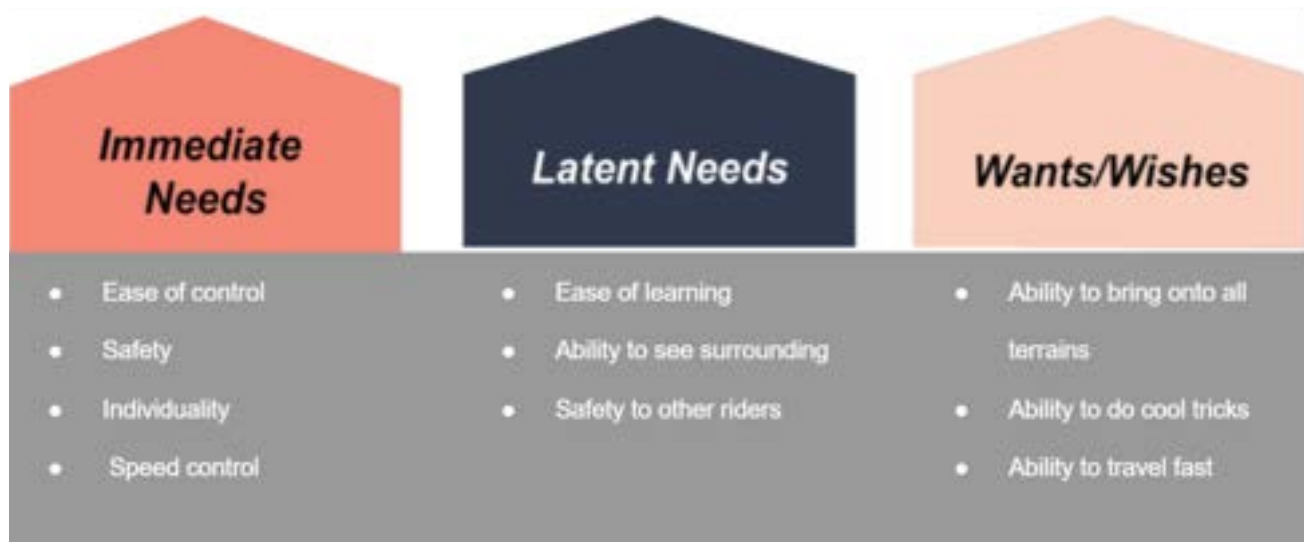 Immediate
Needs
● Ease of control
● Safety
● Individuality
● Speed control
Latent Needs
● Ease of learning
● Ability to see surrounding
● Safety to other riders
Wants/Wishes
● Ability to bring onto all
terrains
● Ability to do cool tricks
● Ability to travel fast